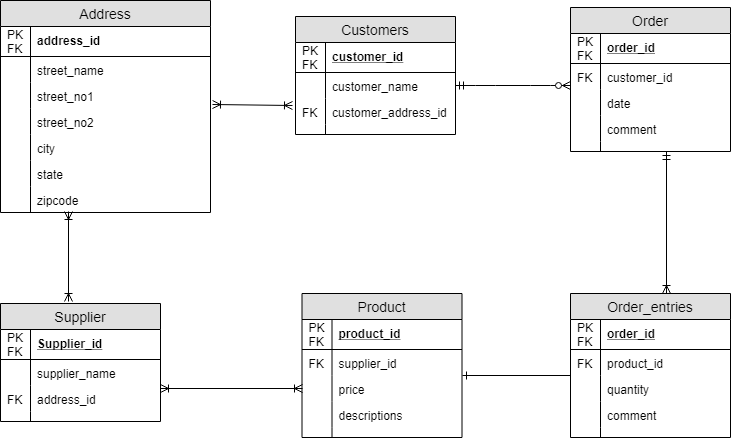 Address
PK
FK
address_id
street_name
street_no1
street_no2
city
state
zipcode
Customers
PK
FK
customer_id
customer_name
FK customer_address_id
Order
PK
FK
order_id
FK customer_id
date
comment
Supplier
PK
FK
Supplier_id
supplier_name
FK address_id
Product
PK
FK
product_id
FK supplier_id
price
descriptions
Order_entries
PK
FK
order_id
FK product_id
quantity
comment